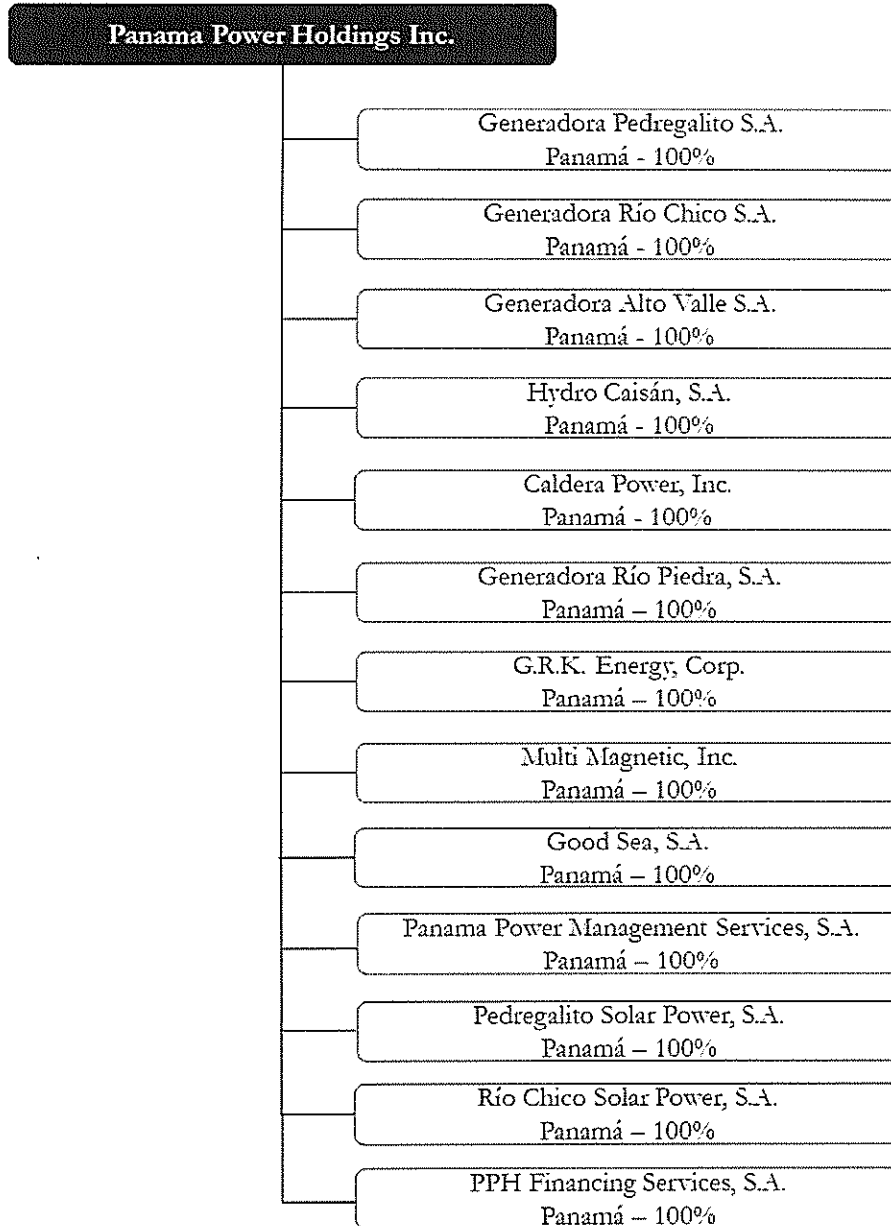 Panama Power Holdings Inc.
Generadora Pedregalito S.A.
Panamá - 100%
Generadora Río Chico S.A.
Panamá - 100%
Generadora Alto Valle S.A.
Panamá - 100%
Hydro Caisán, S.A.
Panamá - 100%
Caldera Power, Inc.
Panamá - 100%
Generadora Río Piedra, S.A.
Panamá – 100%
G.R.K. Energy, Corp.
Panamá – 100%
Multi Magnetic, Inc.
Panamá – 100%
Good Sea, S.A.
Panamá – 100%
Panama Power Management Services, S.A.
Panamá – 100%
Pedregalito Solar Power, S.A.
Panamá – 100%
Río Chico Solar Power, S.A.
Panamá – 100%
PPH Financing Services, S.A.
Panamá – 100%